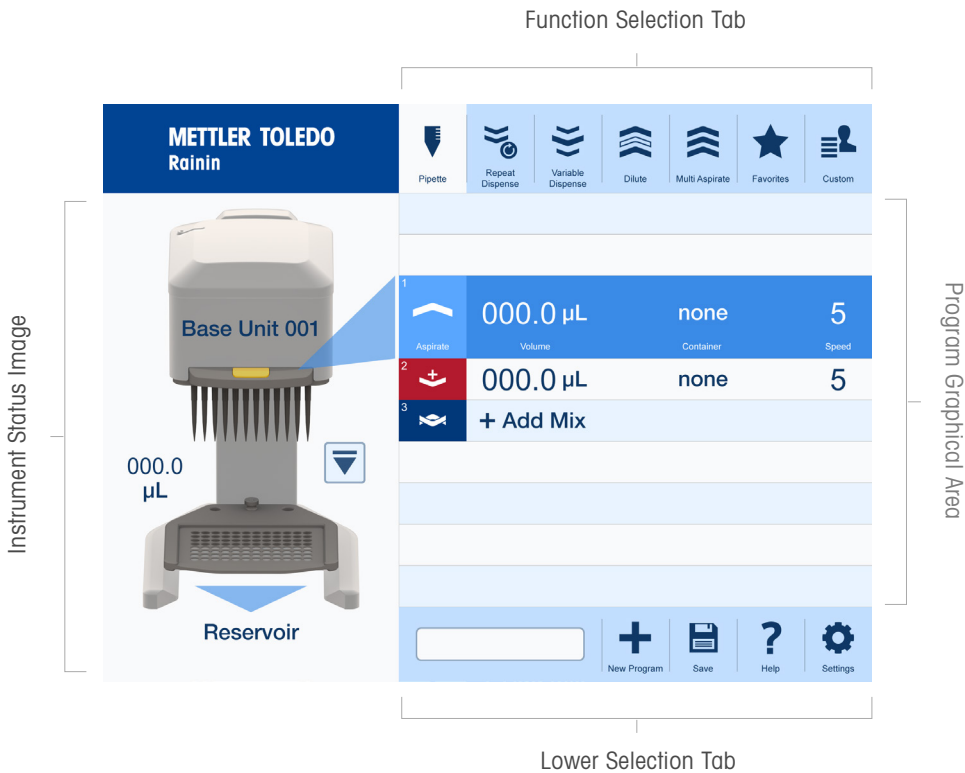 Function Selection Tab
METTLER TOLEDO
Rainin
Pipette
Repeat
Dispense
Variable
Dispense
Dilute
Multi Aspirate
Favorites
Custom
Instrument Status Image
Base Unit 001
000.0
µL
Reservoir
1
Aspirate
000.0 µL
Volume
none
Container
5
Speed
2
000.0 µL
none
5
3
+ Add Mix
Program Graphical Area
New Program
Save
?
Help
Settings
Lower Selection Tab